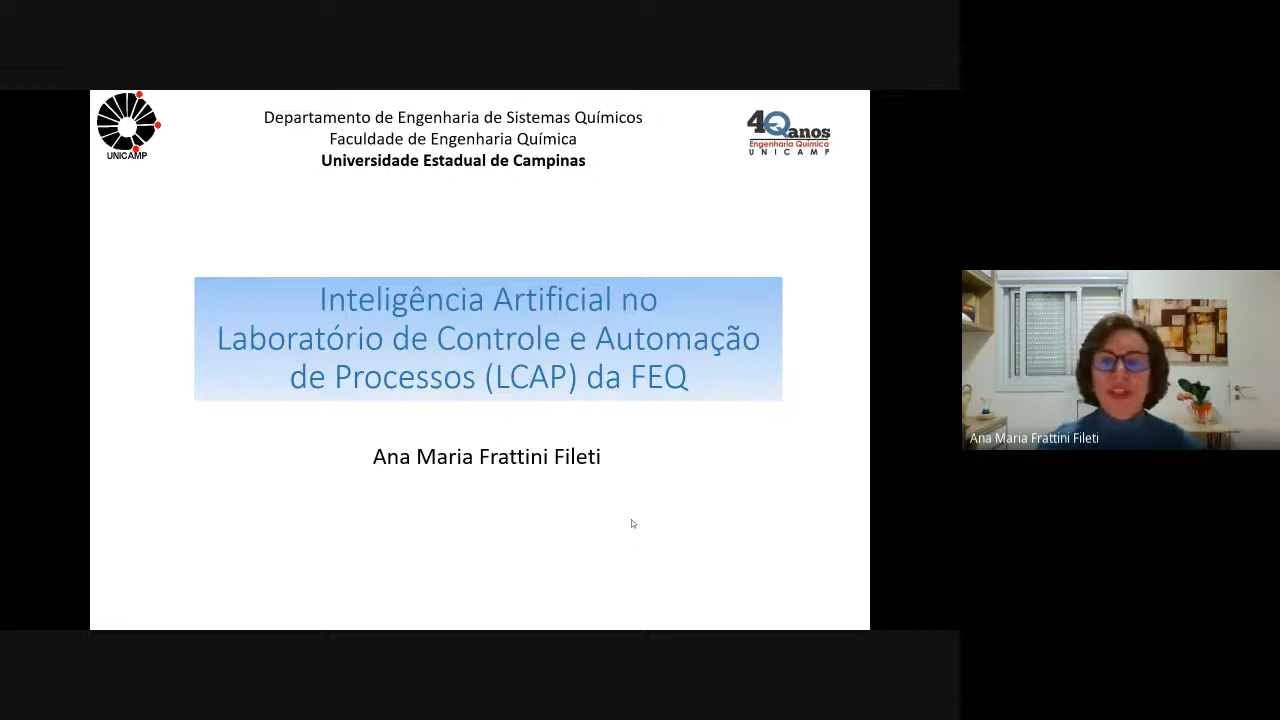 UNICAMP
Departamento de Engenharia de Sistemas Químicos
Faculdade de Engenharia Química
Universidade Estadual de Campinas
4Qanos
Engenharia Química
UNICAMP
Inteligência Artificial no
Laboratório de Controle e Automação
de Processos (LCAP) da FEQ
Ana Maria Frattini Fileti
Ana Maria Frattini Fileti